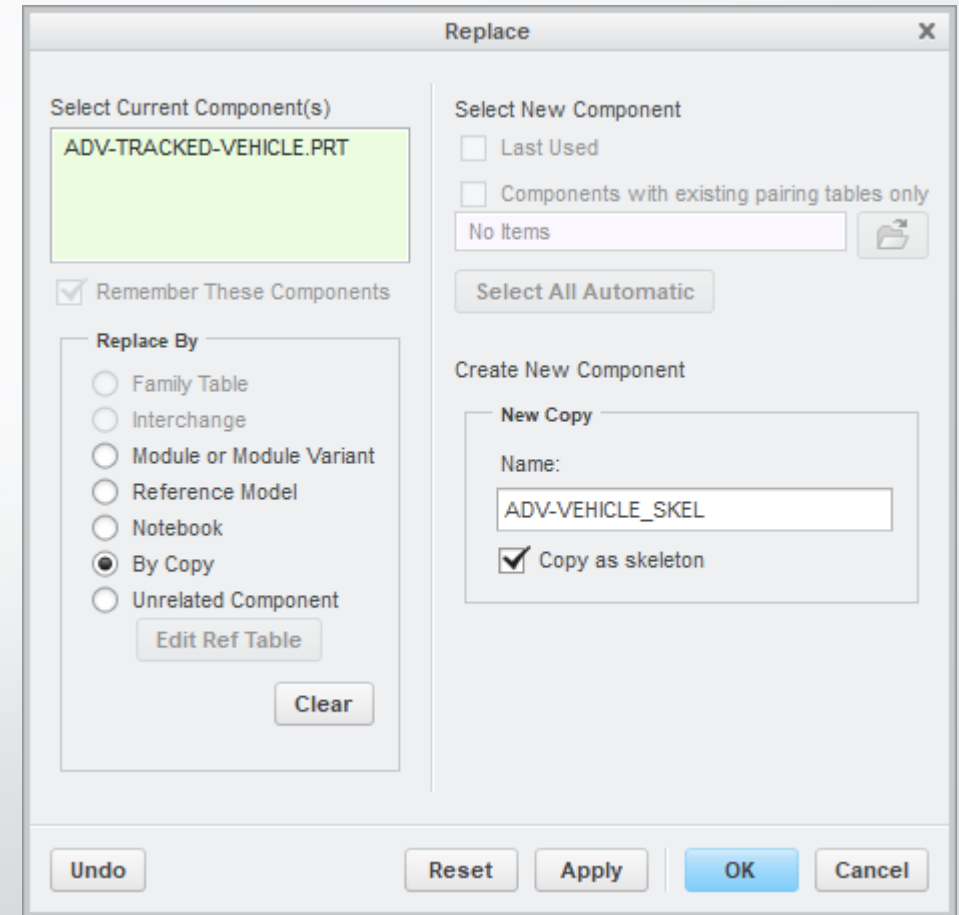 Replace
Select Current Component(s)
ADV-TRACKED-VEHICLE.PRT
Remember These Components
Replace By
Family Table
Interchange
Module or Module Variant
Reference Model
Notebook
By Copy
Unrelated Component
Edit Ref Table
Clear
Select New Component
Last Used
Components with existing pairing tables only
No Items
Select All Automatic
Create New Component
New Copy
Name:
ADV-VEHICLE_SKEL
Copy as skeleton
Undo
Reset
Apply
OK
Cancel